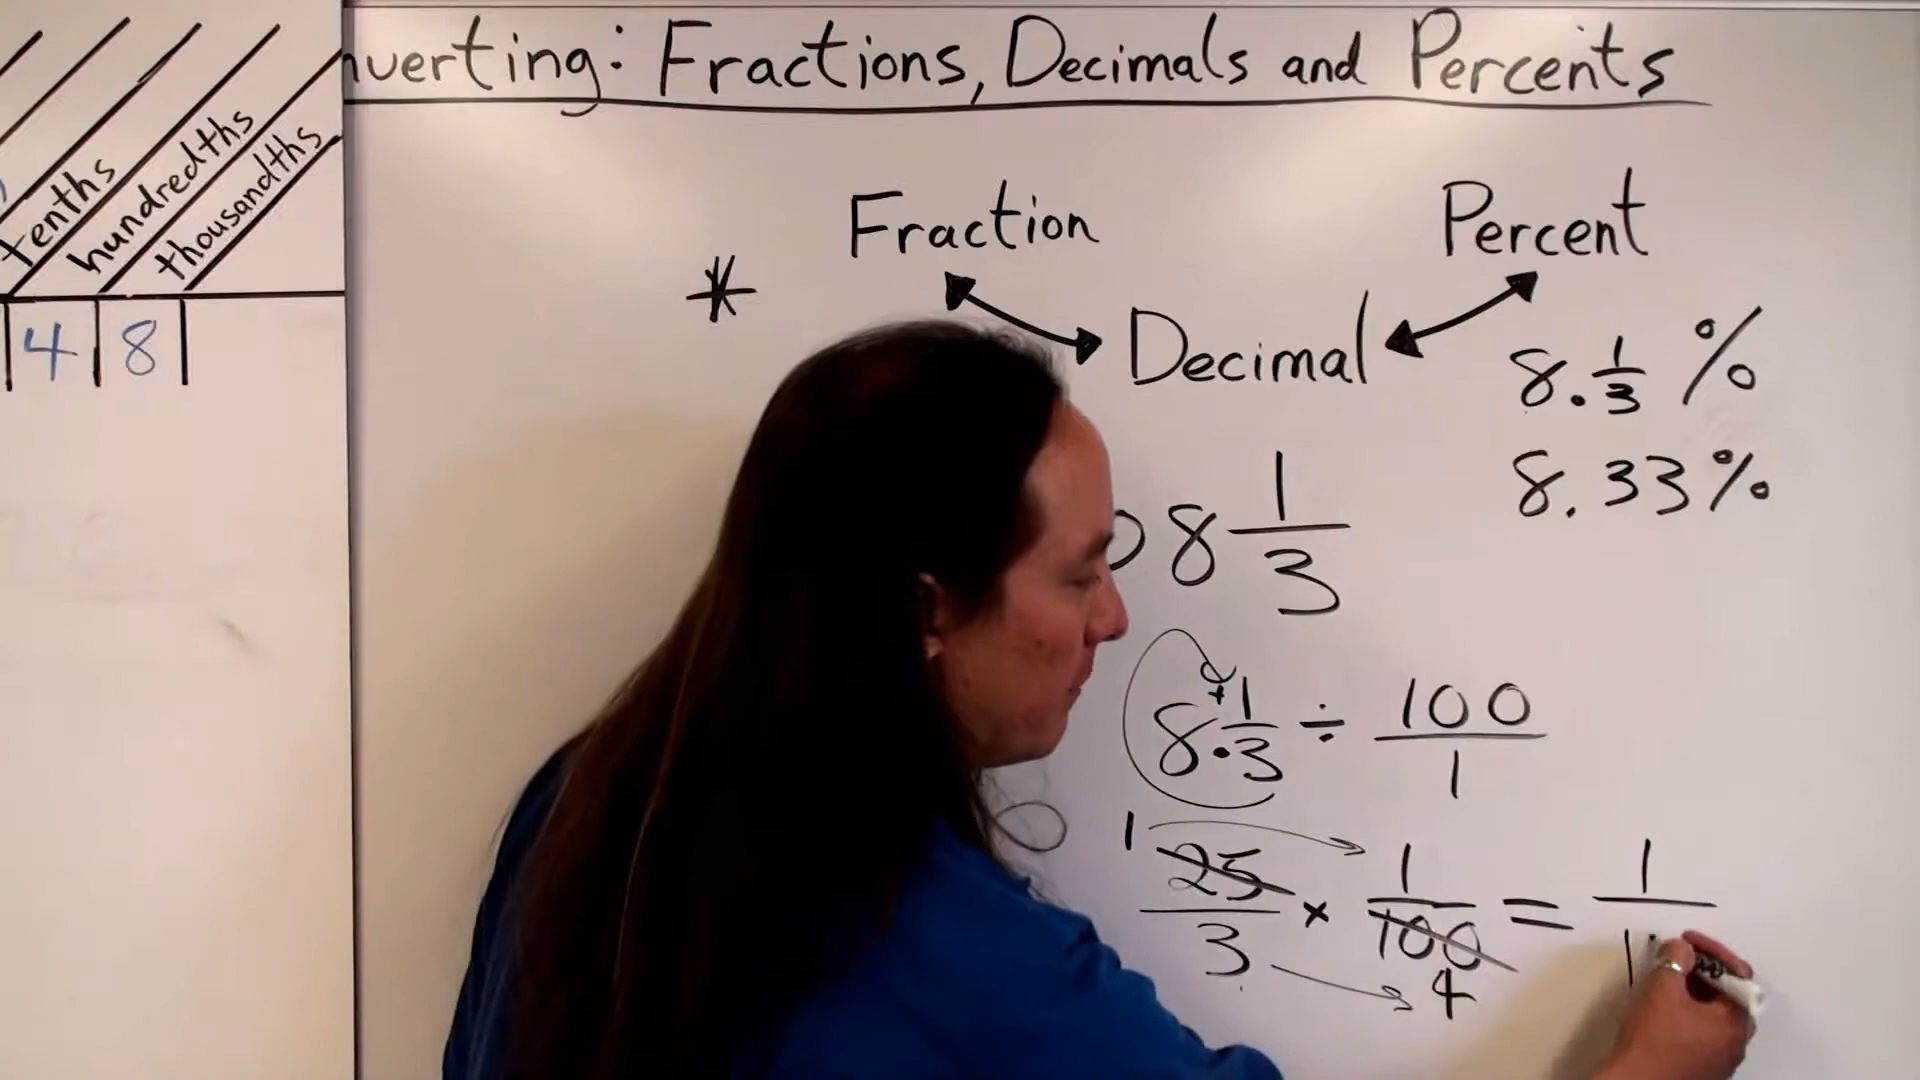 nverting: Fractions, Decimals and Percents
tenths
hundredths
thousandths
4 8
Fraction
Percent
*
Decimal
8.1/3 %
8.33%
08 1/3
8.+1/3 ÷ 100/1
1
25/3 × 1/100 = 1/1
4